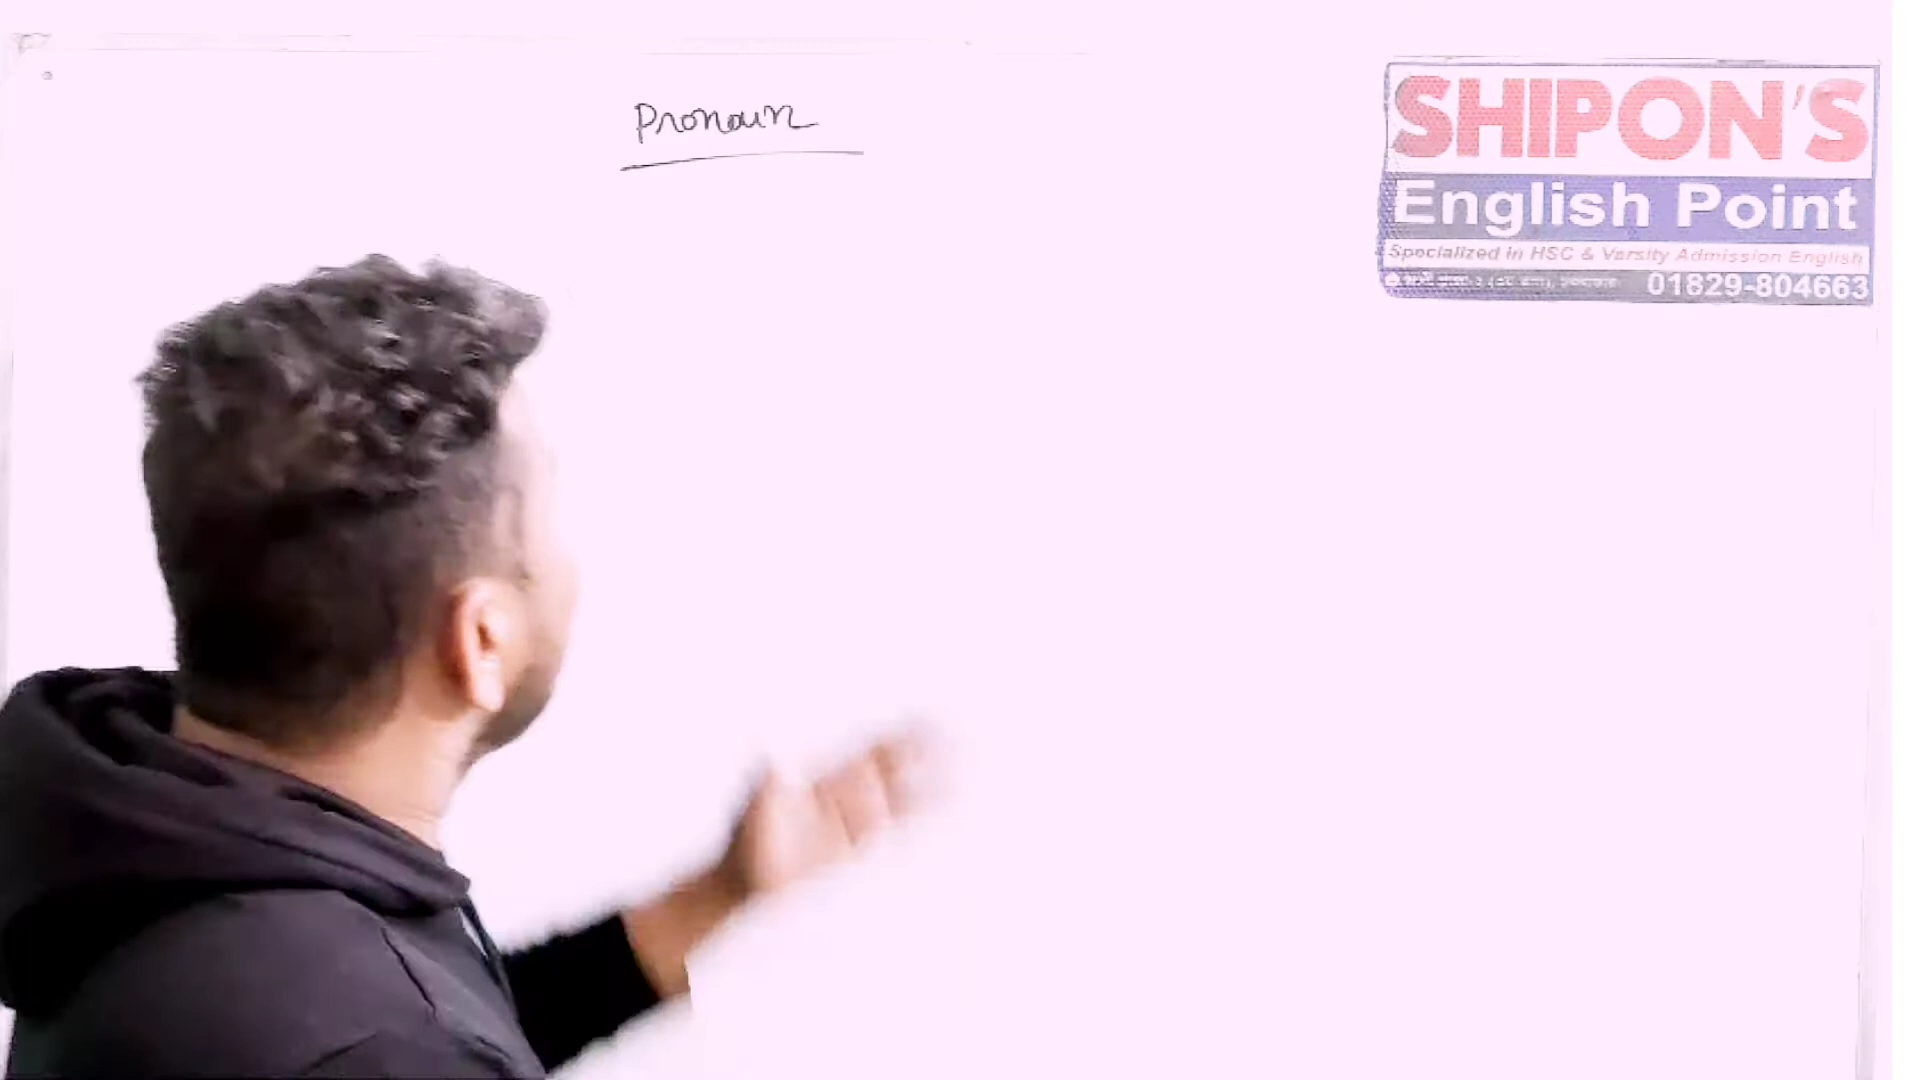 Pronoun
SHIPON'S
English Point
Specialized in HSC & Varsity Admission English
01829-804663